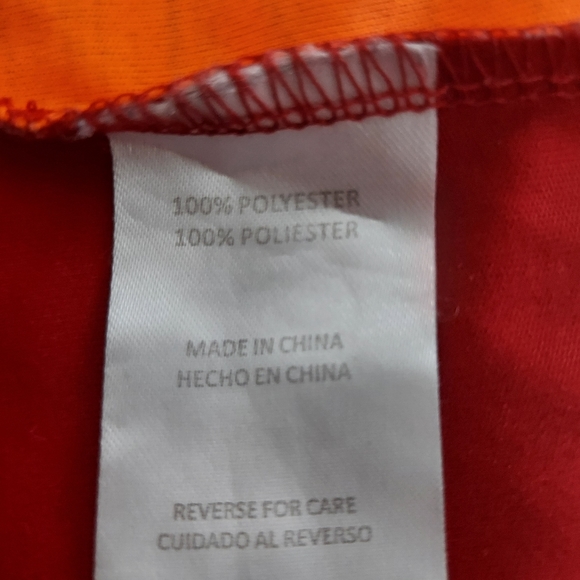 100% POLYESTER
100% POLIESTER
MADE IN CHINA
HECHO EN CHINA
REVERSE FOR CARE
CUIDADO AL REVERSO